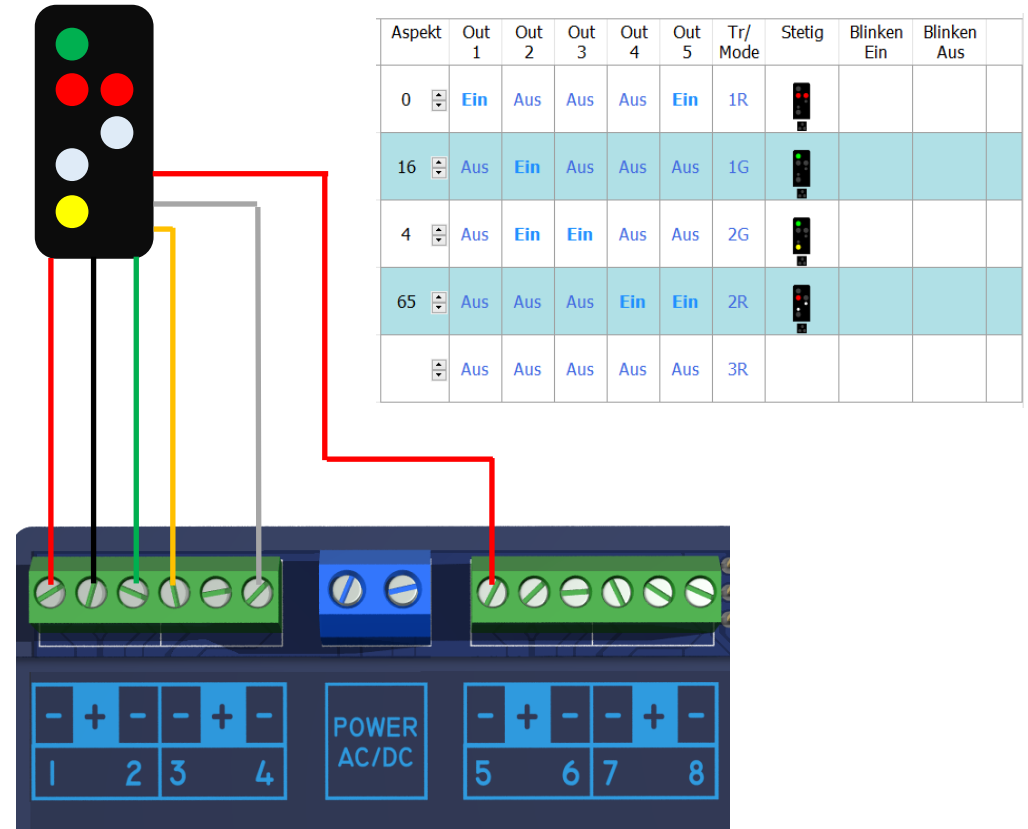 Aspekt Out 1 Out 2 Out 3 Out 4 Out 5 Tr/ Mode Stetig Blinken Ein Blinken Aus
0 Ein Aus Aus Aus Ein 1R
16 Aus Ein Aus Aus Aus 1G
4 Aus Ein Ein Aus Aus 2G
65 Aus Aus Aus Ein Ein 2R
Aus Aus Aus Aus Aus 3R
- + - - + -
1 2 3 4
POWER
AC/DC
- + - - + -
5 6 7 8